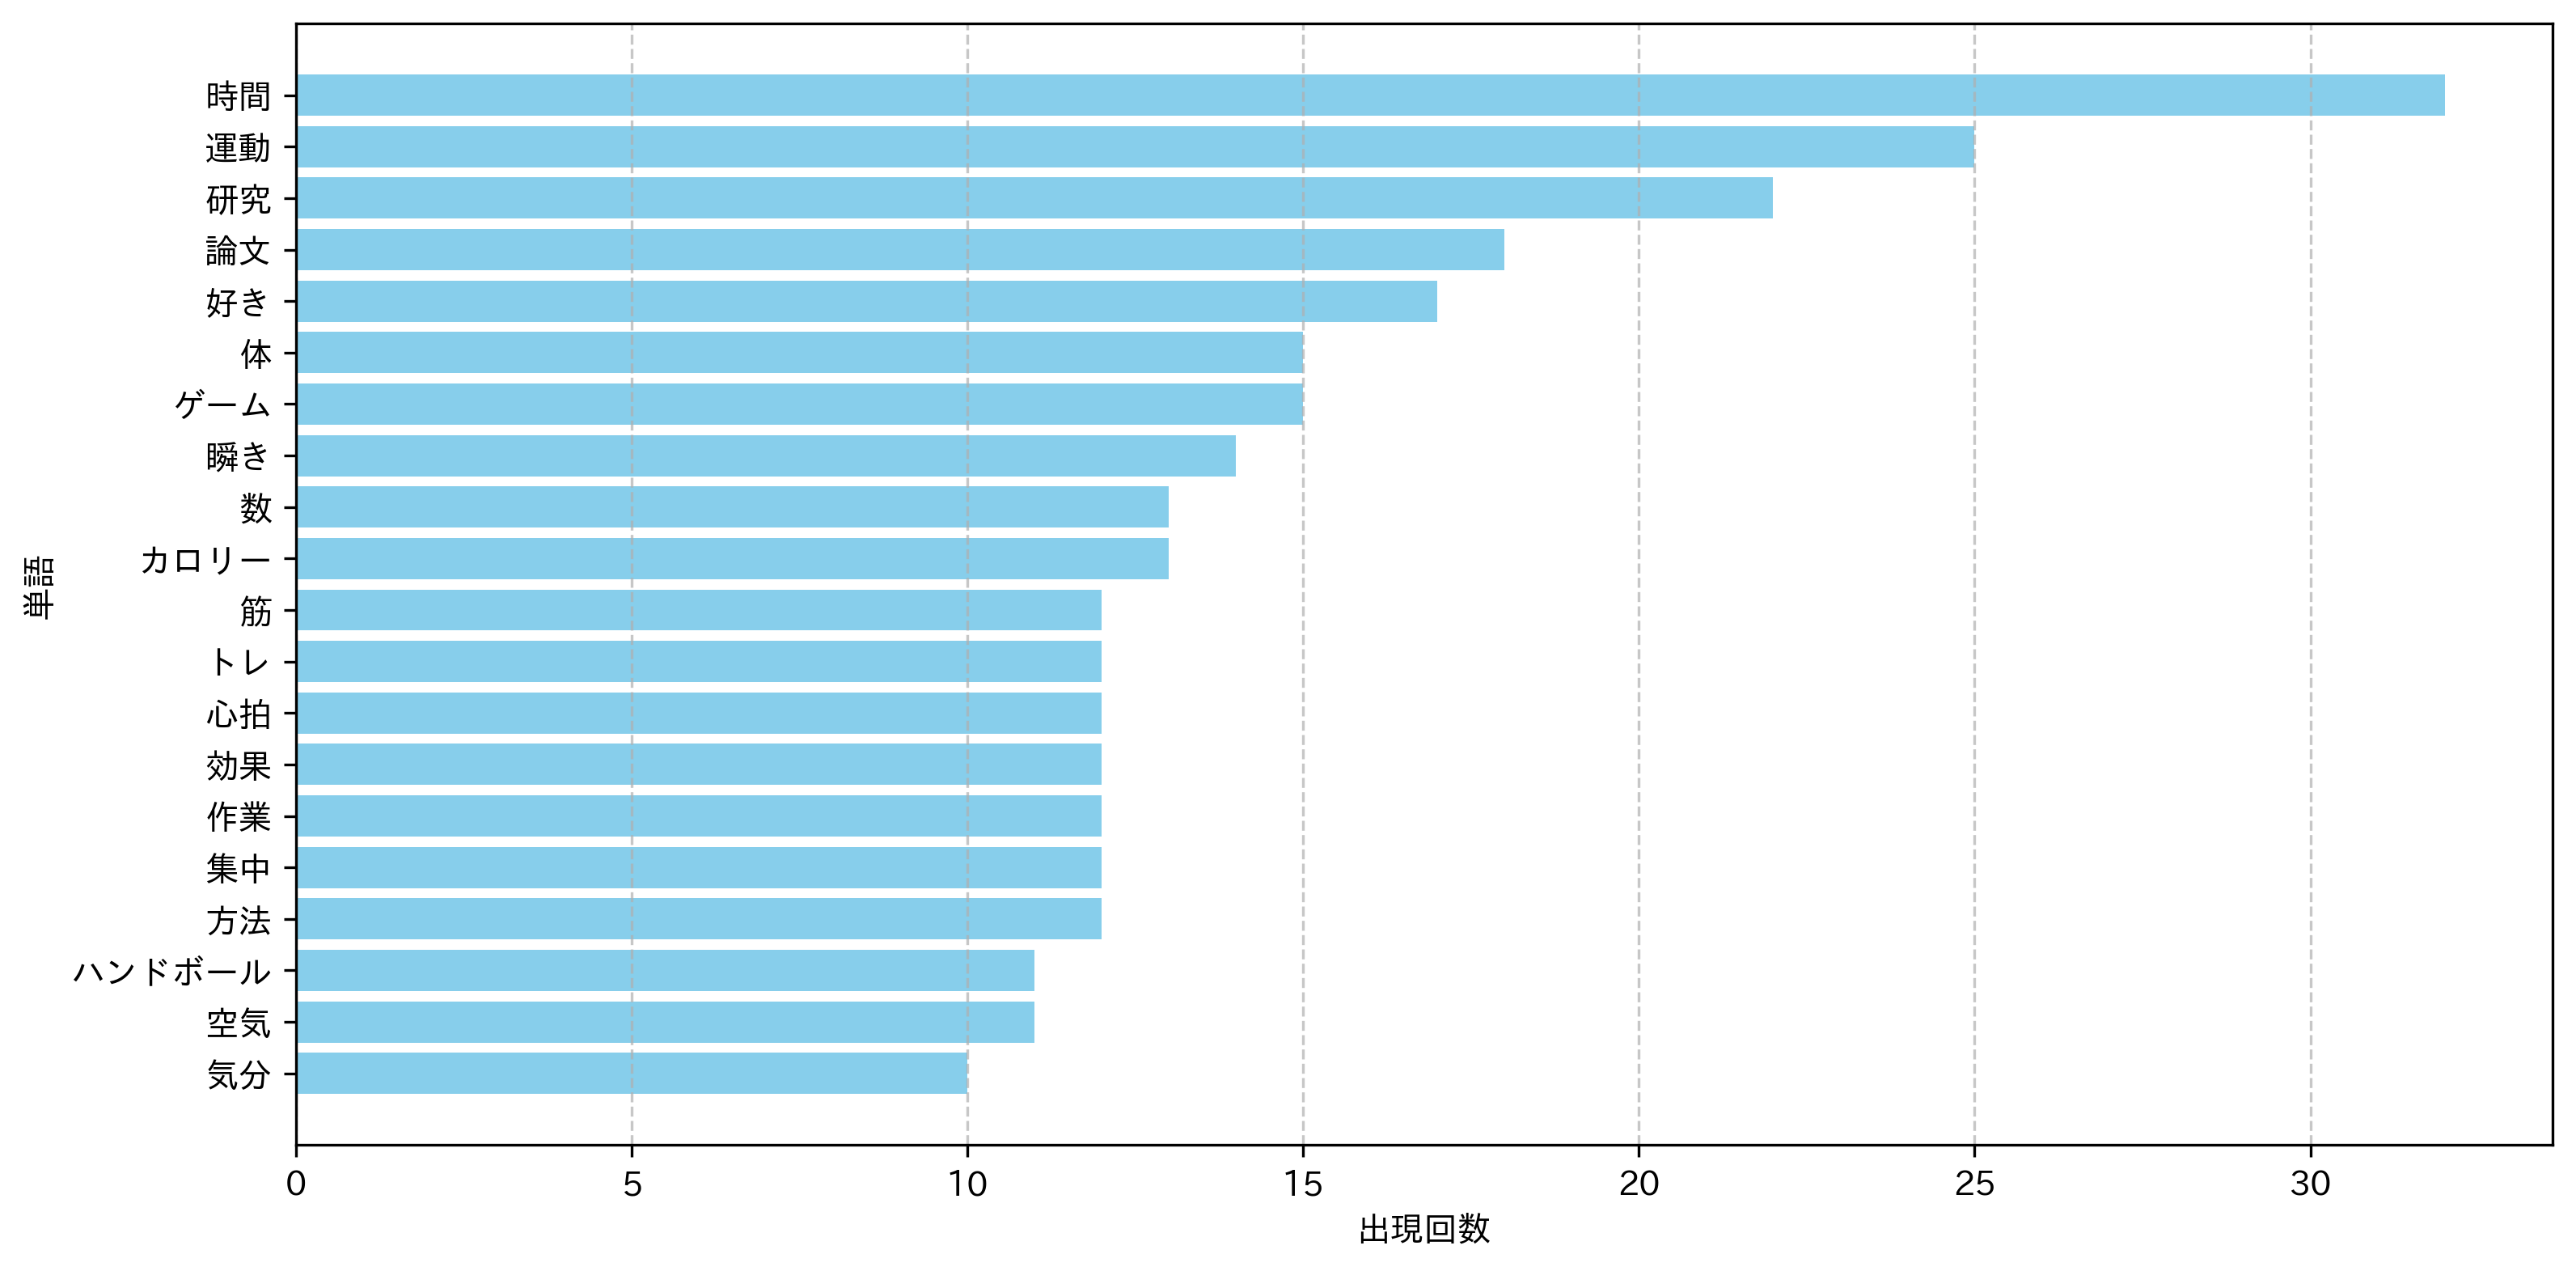 時間
運動
研究
論文
好き
体
ゲーム
瞬き
数
カロリー
筋
トレ
心拍
効果
作業
集中
方法
ハンドボール
空気
気分
単語
0 5 10 15 20 25 30
出現回数